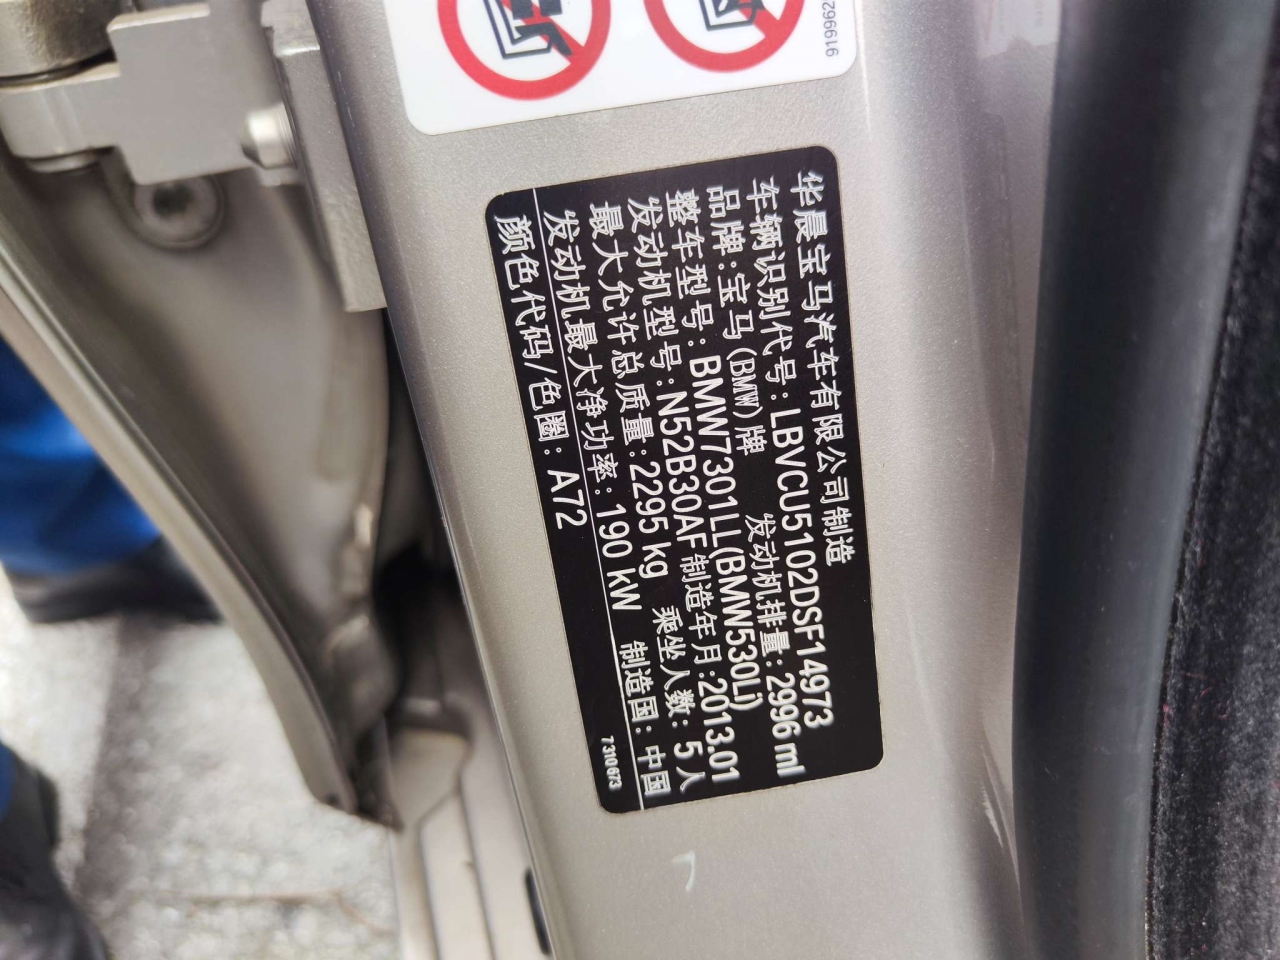 919962
华晨宝马汽车有限公司制造
车辆识别代号: LBVCU5102DSF14973
品牌:宝马(BMW)牌 发动机排量:2996 ml
整车型号: BMW7301LL(BMW530Li)
发动机型号:N52B30AF 制造年月:2013.01
最大允许总质量:2295 kg 乘坐人数: 5人
发动机最大净功率: 190 kW 制造国: 中国
颜色代码/色圈: A72
7 310 673